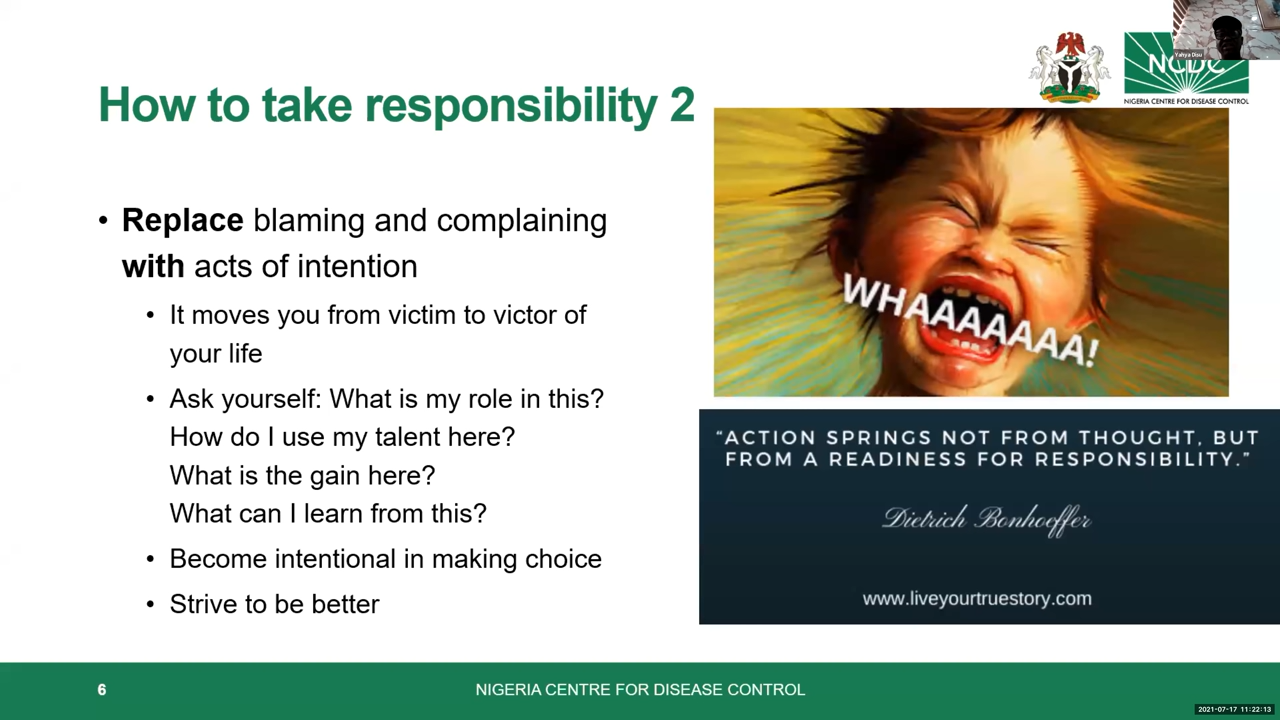 Yahya Disu
NCDC
NIGERIA CENTRE FOR DISEASE CONTROL
How to take responsibility 2
• Replace blaming and complaining
with acts of intention
• It moves you from victim to victor of
your life
• Ask yourself: What is my role in this?
How do I use my talent here?
What is the gain here?
What can I learn from this?
• Become intentional in making choice
• Strive to be better
WHAAAAAAA!
“ACTION SPRINGS NOT FROM THOUGHT, BUT
FROM A READINESS FOR RESPONSIBILITY.”
Dietrich Bonhoeffer
www.liveyourtruestory.com
6
NIGERIA CENTRE FOR DISEASE CONTROL
2021-07-17 11:22:13